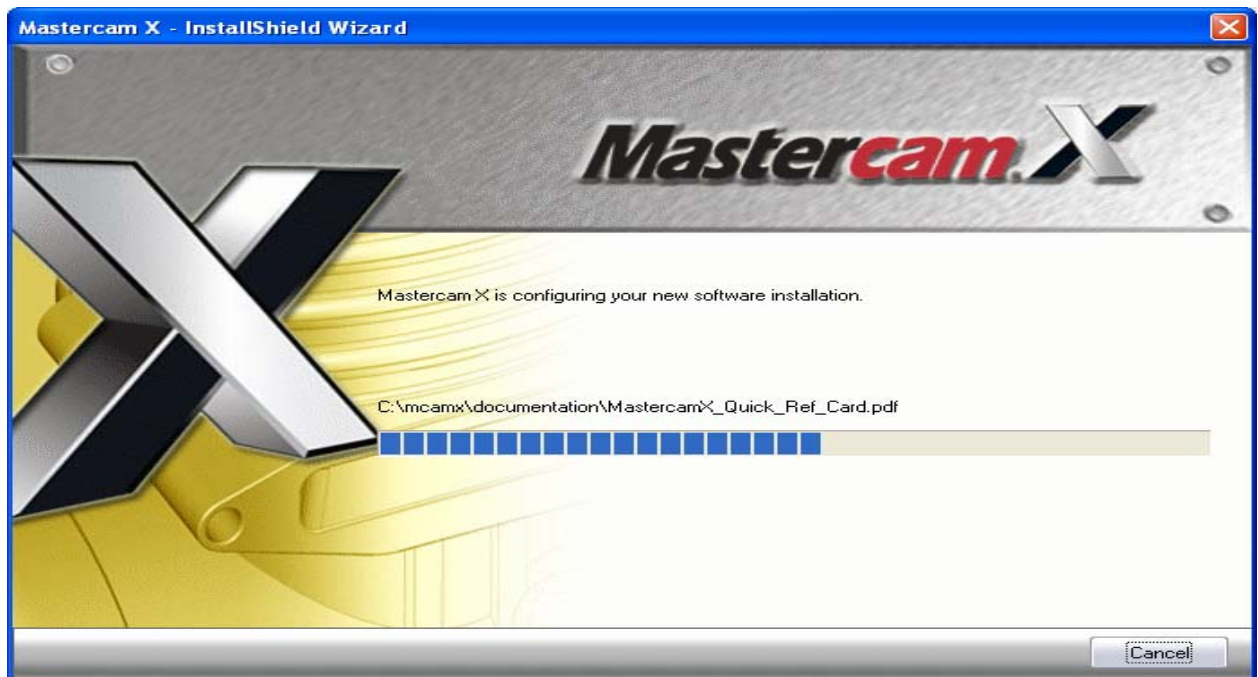 Mastercam X - InstallShield Wizard
Mastercam.X
Mastercam X is configuring your new software installation.
C:\mcamx\documentation\MastercamX_Quick_Ref_Card.pdf
Cancel